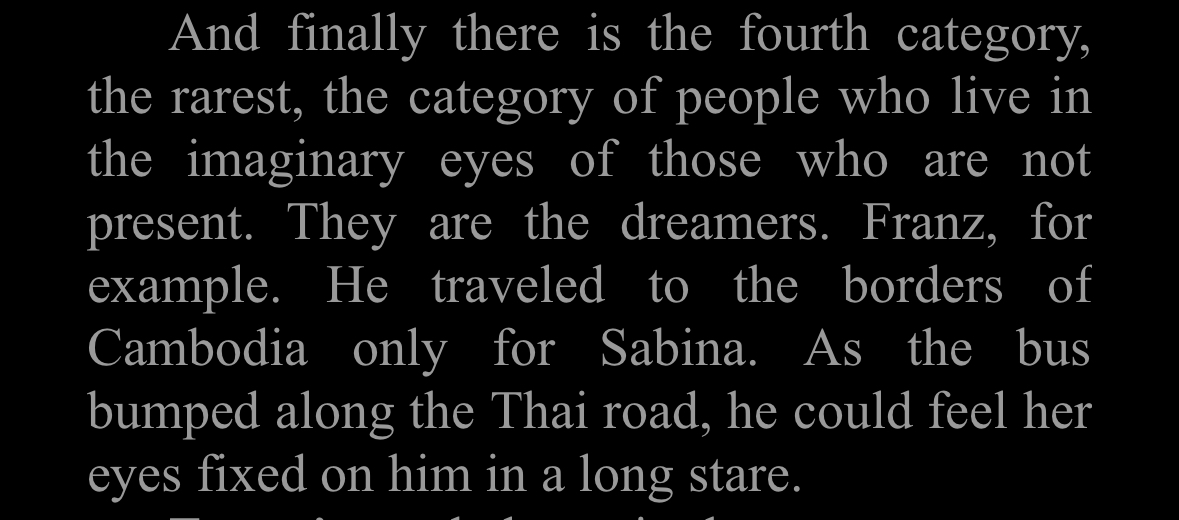 And finally there is the fourth category,
the rarest, the category of people who live in
the imaginary eyes of those who are not
present. They are the dreamers. Franz, for
example. He traveled to the borders of
Cambodia only for Sabina. As the bus
bumped along the Thai road, he could feel her
eyes fixed on him in a long stare.